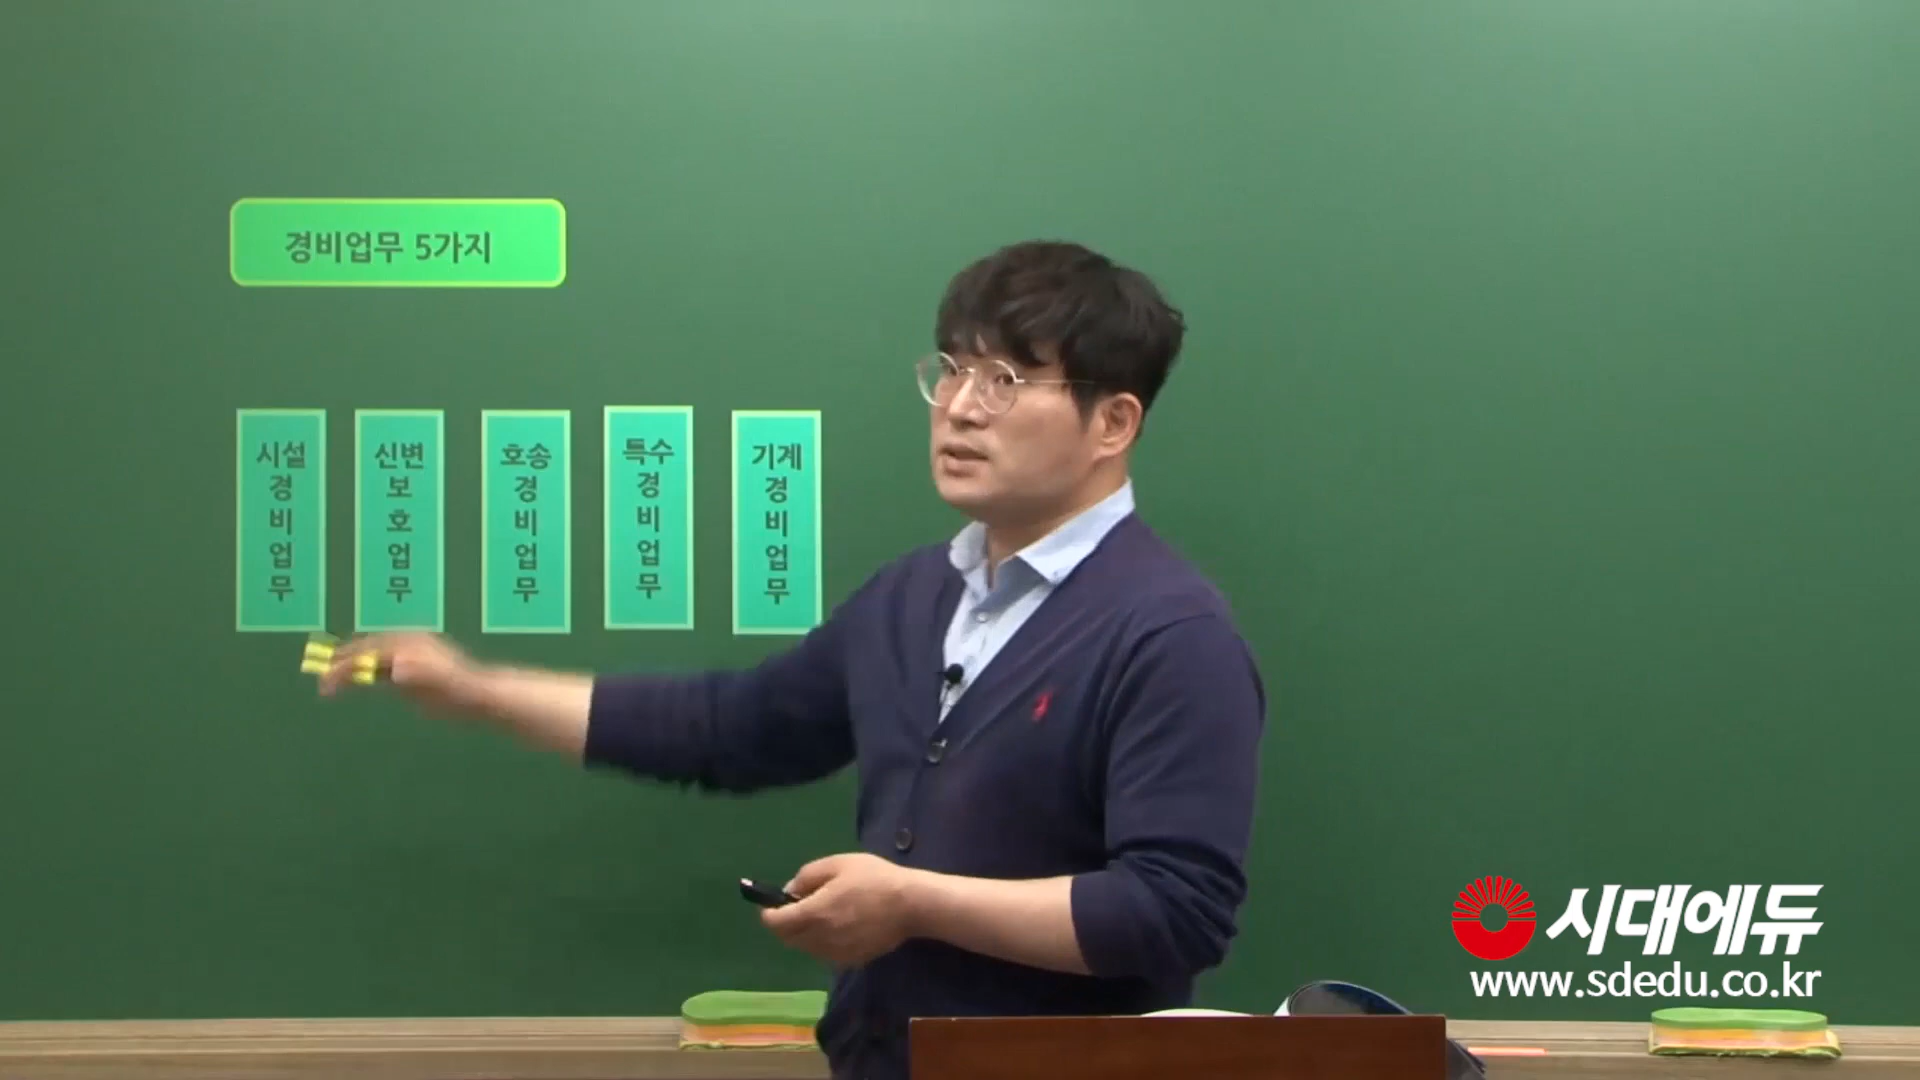 경비업무 5가지
시설
경
비
업
무
신변
보
호
업
무
호송
경
비
업
무
특수
경
비
업
무
기계
경
비
업
무
시대에듀
www.sdedu.co.kr